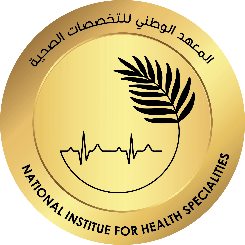 المعهد الوطني للتخصصات الصحية
NATIONAL INSTITUE FOR HEALTH SPECIALITIES